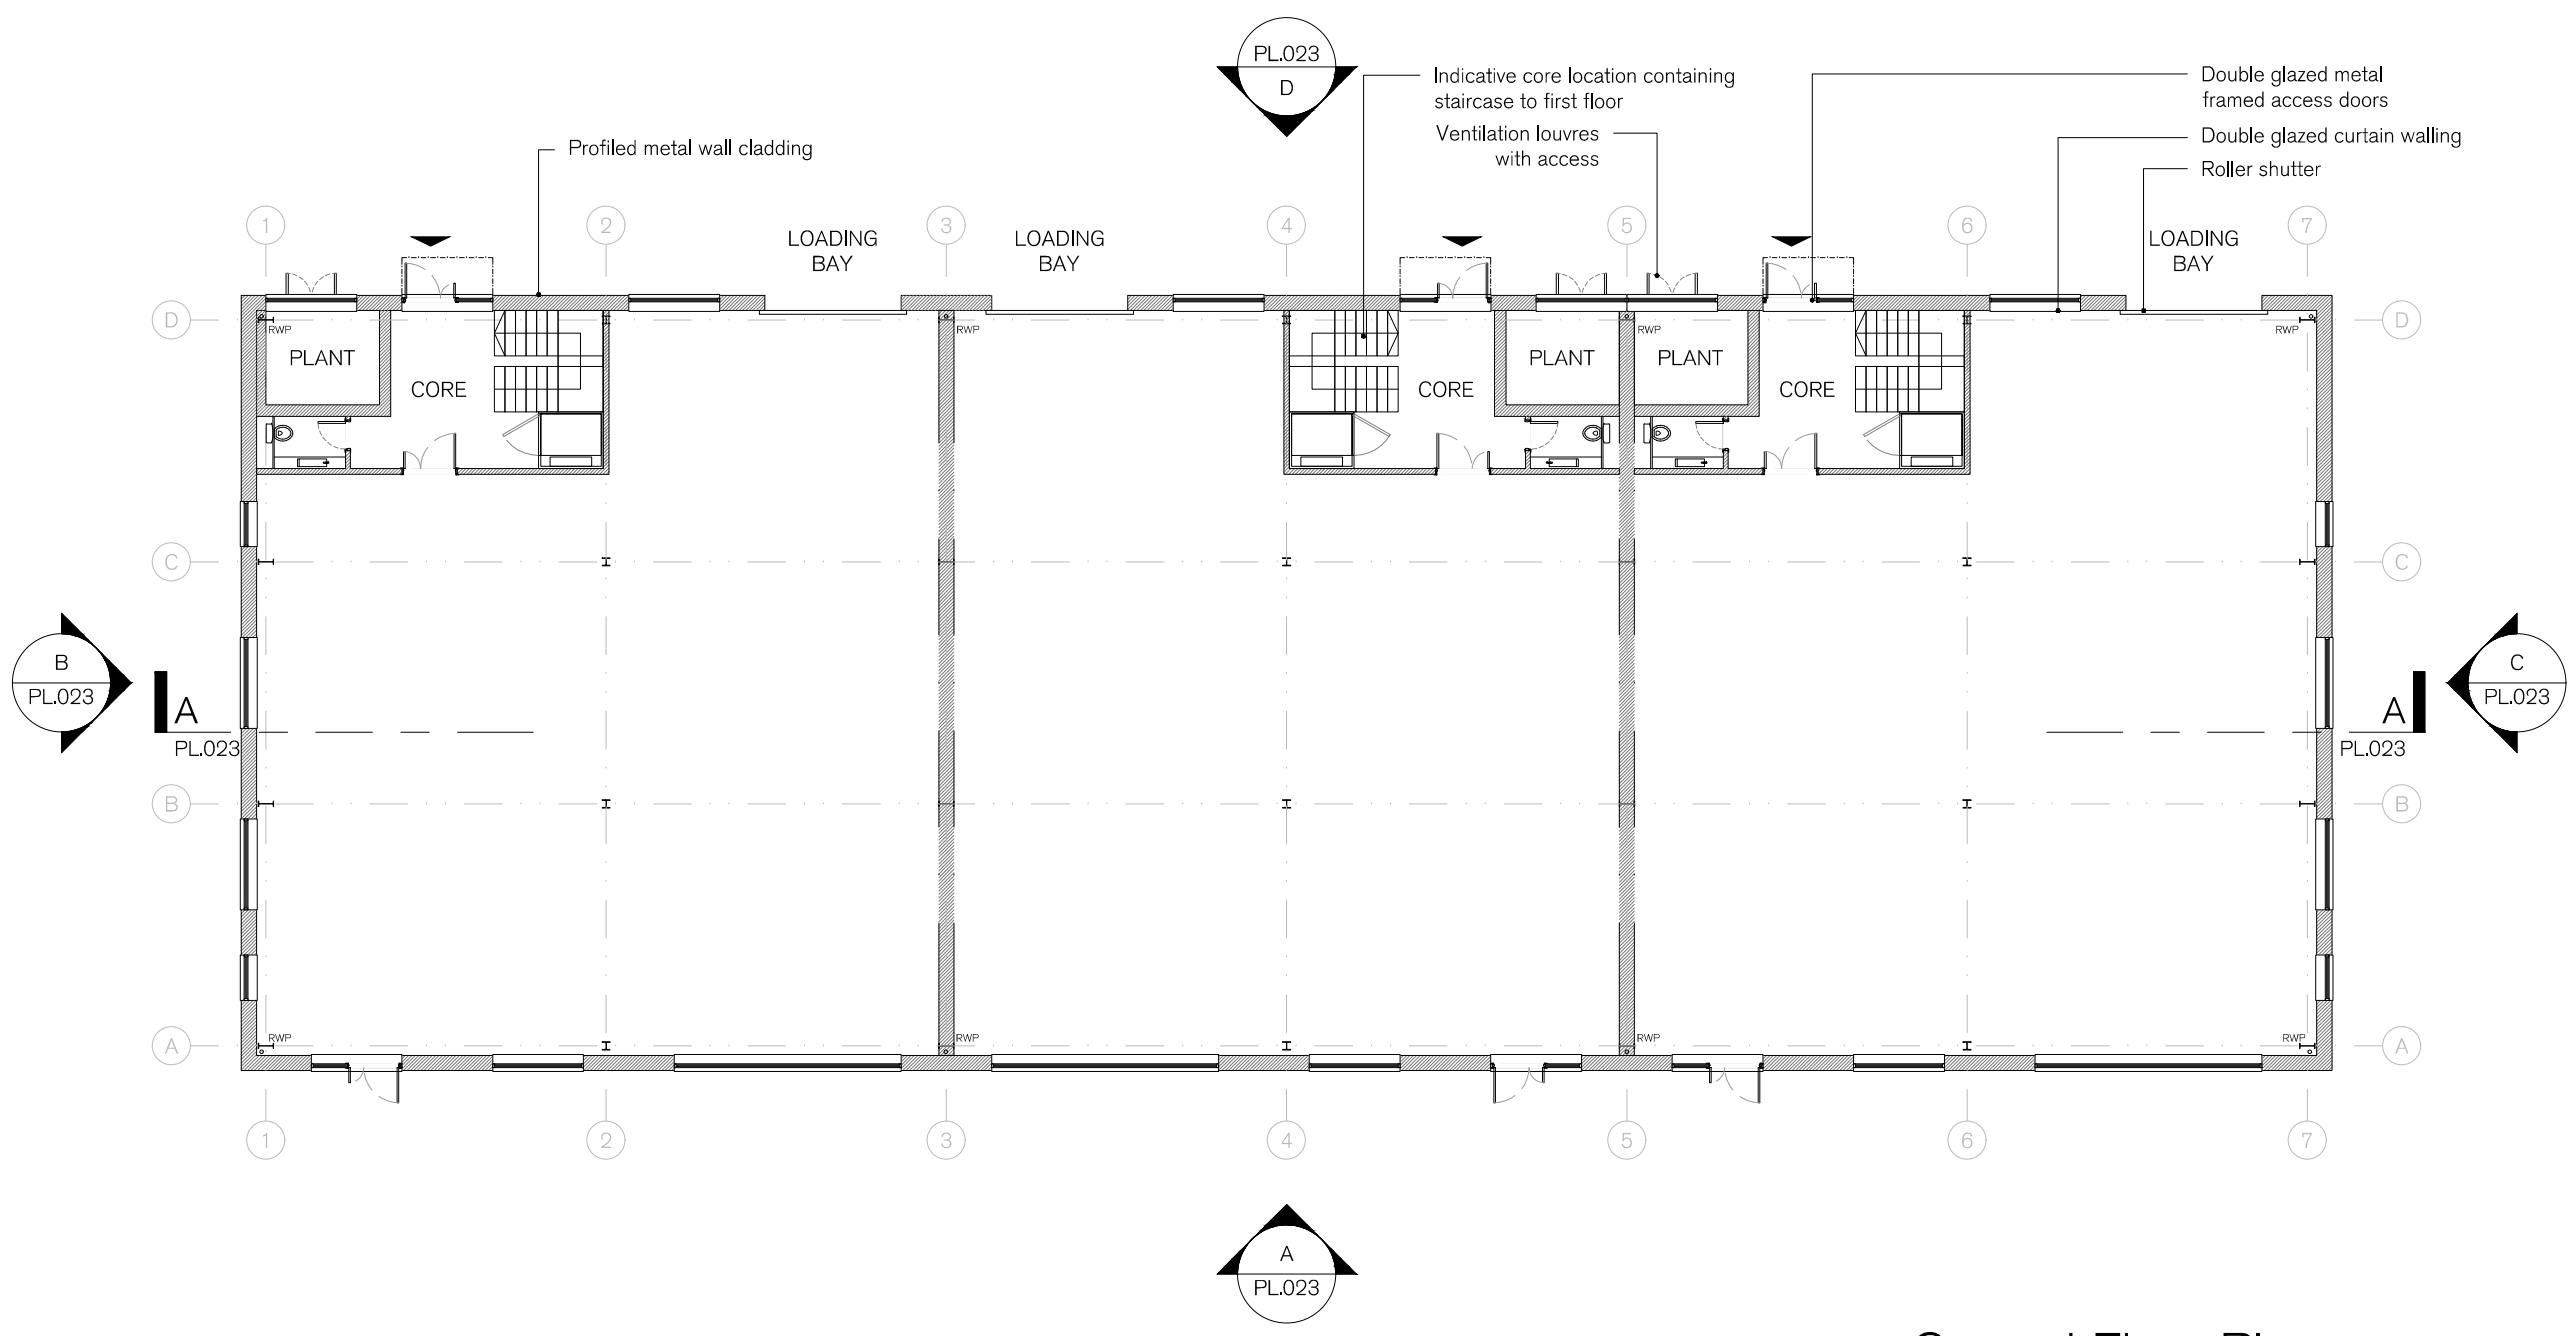 PL.023
D
Indicative core location containing
staircase to first floor
Double glazed metal
framed access doors
Ventilation louvres
with access
Double glazed curtain walling
Profiled metal wall cladding
Roller shutter
1
2
LOADING
BAY
3
LOADING
BAY
4
5
6
LOADING
BAY
7
D
RWP
RWP
RWP
RWP
D
PLANT
CORE
CORE
PLANT
PLANT
CORE
C
C
B
PL.023
A
PL.023
C
PL.023
A
PL.023
B
B
A
RWP
RWP
RWP
RWP
A
1
2
3
4
5
6
7
A
PL.023